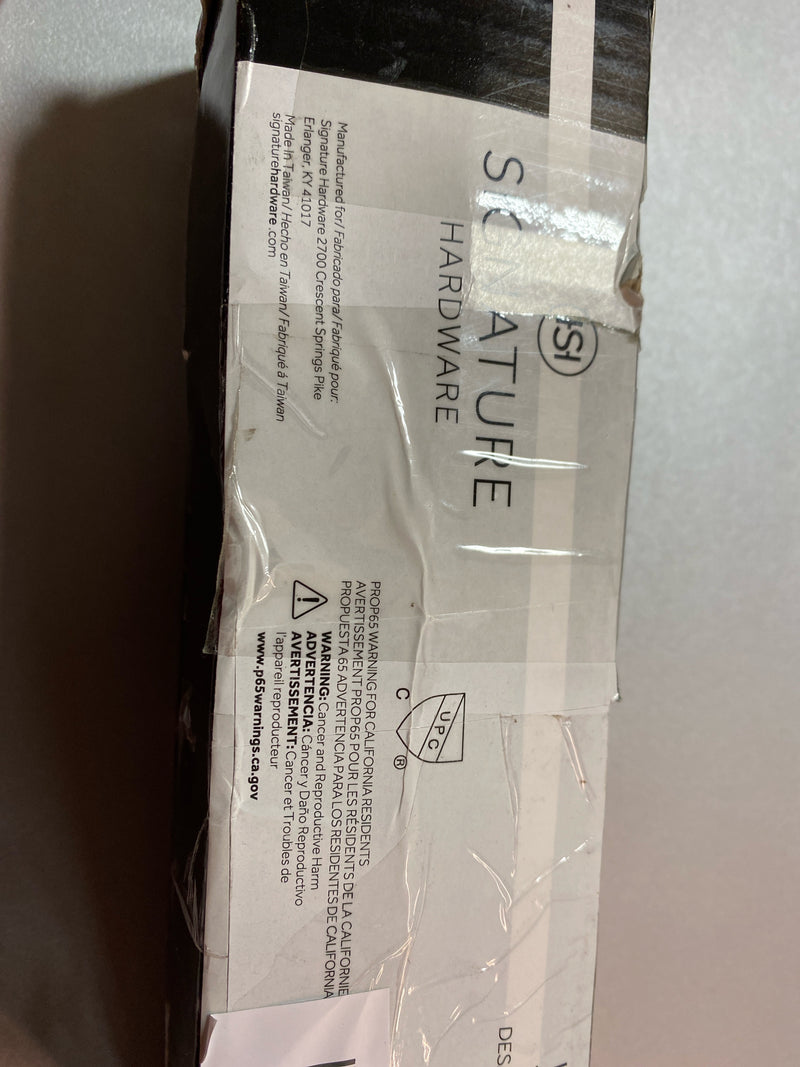 HSH
SIGNATURE
HARDWARE
Manufactured for/ Fabricado para/ Fabriqué pour:
Signature Hardware 2700 Crescent Springs Pike
Erlanger, KY 41017
Made In Taiwan/ Hecho en Taiwan/ Fabriqué à Taiwan
signaturehardware.com
UPC
C ®
PROP65 WARNING FOR CALIFORNIA RESIDENTS
AVERTISSEMENT PROP65 POUR LES RÉSIDENTS DE LA CALIFORNIE
PROPUESTA 65 ADVERTENCIA PARA LOS RESIDENTES DE CALIFORNIA
WARNING: Cancer and Reproductive Harm
ADVERTENCIA: Cáncer y Daño Reproductivo
AVERTISSEMENT: Cancer et Troubles de
l'appareil reproducteur
www.p65warnings.ca.gov
DES